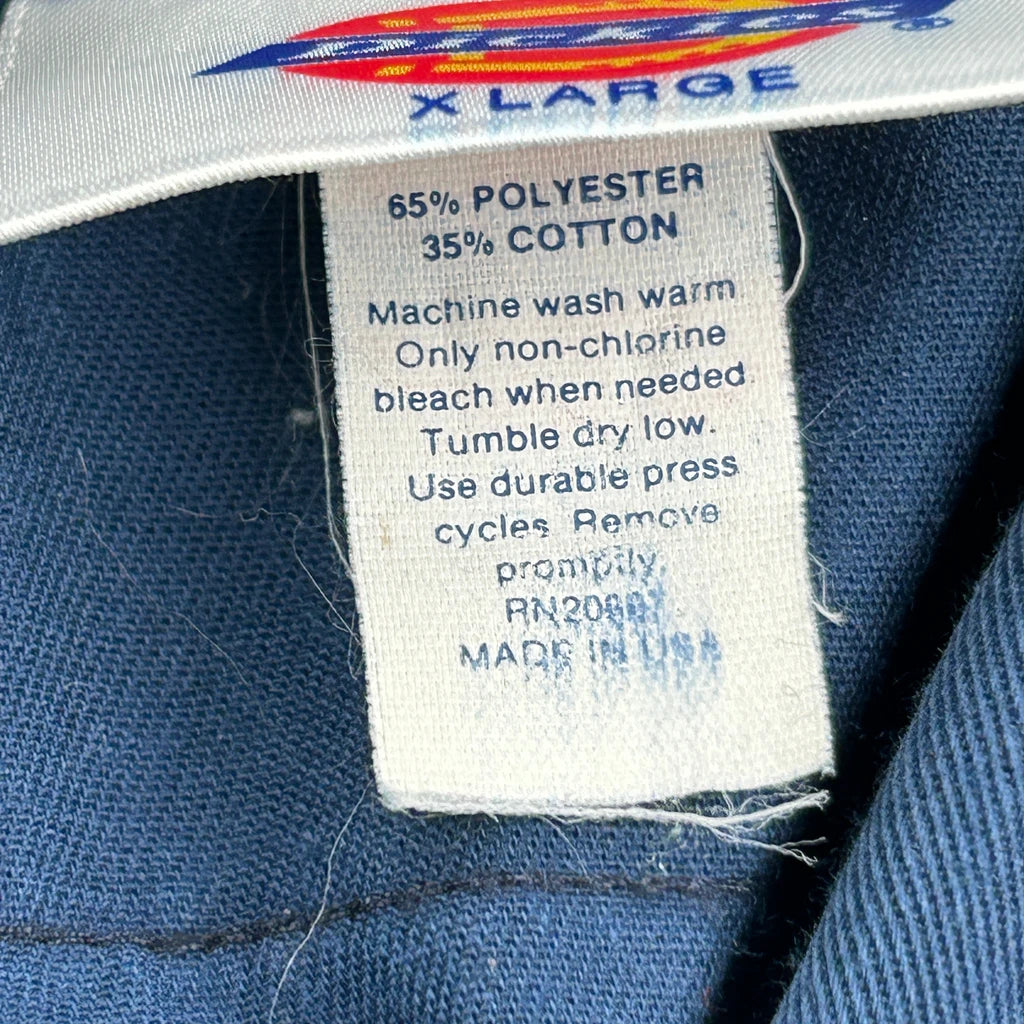 Dickies®
X LARGE
65% POLYESTER
35% COTTON
Machine wash warm.
Only non-chlorine
bleach when needed.
Tumble dry low.
Use durable press
cycles. Remove
promptly.
MADE IN USA